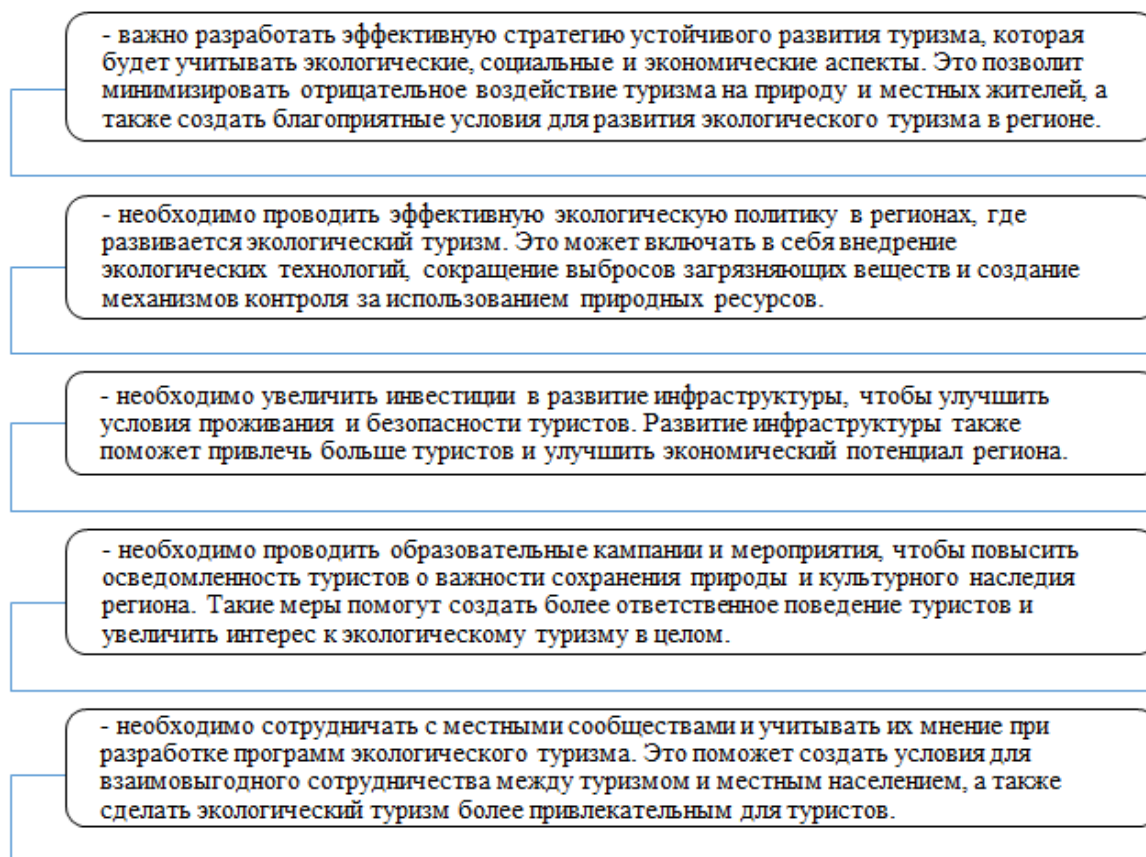 - важно разработать эффективную стратегию устойчивого развития туризма, которая
будет учитывать экологические, социальные и экономические аспекты. Это позволит
минимизировать отрицательное воздействие туризма на природу и местных жителей, а
также создать благоприятные условия для развития экологического туризма в регионе.
- необходимо проводить эффективную экологическую политику в регионах, где
развивается экологический туризм. Это может включать в себя внедрение
экологических технологий, сокращение выбросов загрязняющих веществ и создание
механизмов контроля за использованием природных ресурсов.
- необходимо увеличить инвестиции в развитие инфраструктуры, чтобы улучшить
условия проживания и безопасности туристов. Развитие инфраструктуры также
поможет привлечь больше туристов и улучшить экономический потенциал региона.
- необходимо проводить образовательные кампании и мероприятия, чтобы повысить
осведомленность туристов о важности сохранения природы и культурного наследия
региона. Такие меры помогут создать более ответственное поведение туристов и
увеличить интерес к экологическому туризму в целом.
- необходимо сотрудничать с местными сообществами и учитывать их мнение при
разработке программ экологического туризма. Это поможет создать условия для
взаимовыгодного сотрудничества между туризмом и местным населением, а также
сделать экологический туризм более привлекательным для туристов.